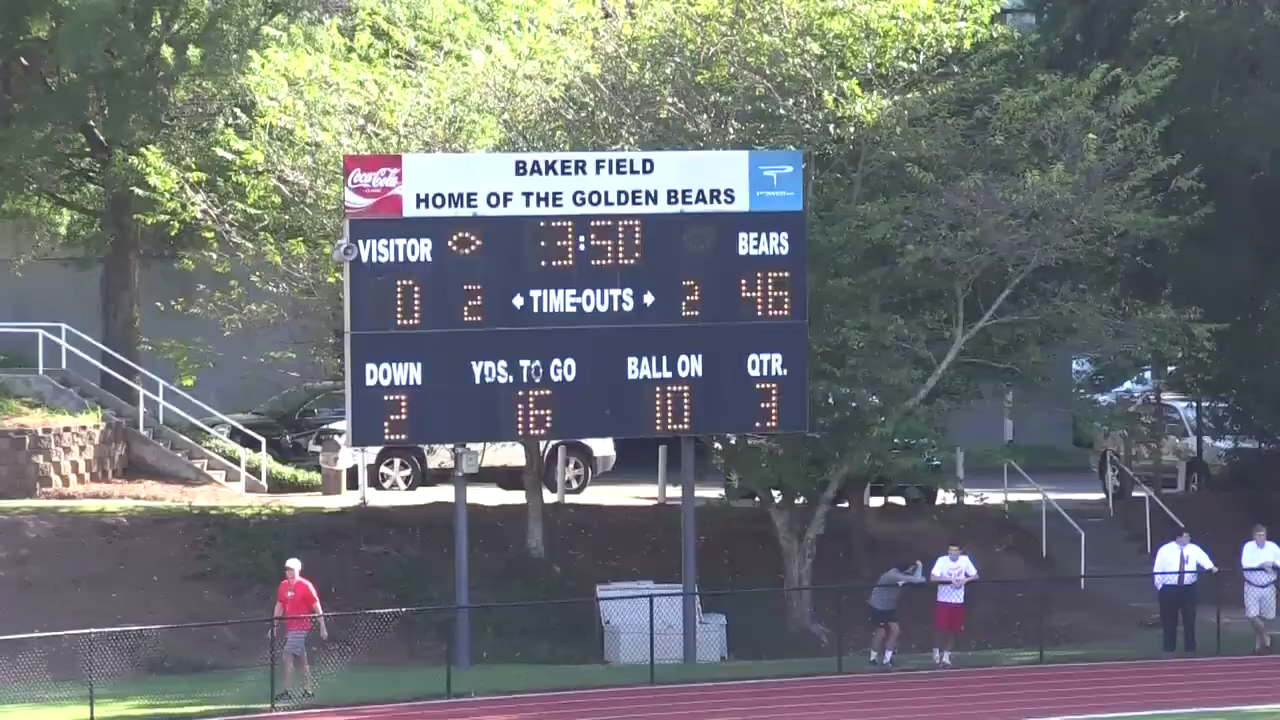 Coca-Cola
CLASSIC
BAKER FIELD
HOME OF THE GOLDEN BEARS
VISITOR 3:50 BEARS
0 2 TIME-OUTS 2 46
DOWN YDS. TO GO BALL ON QTR.
2 16 10 3